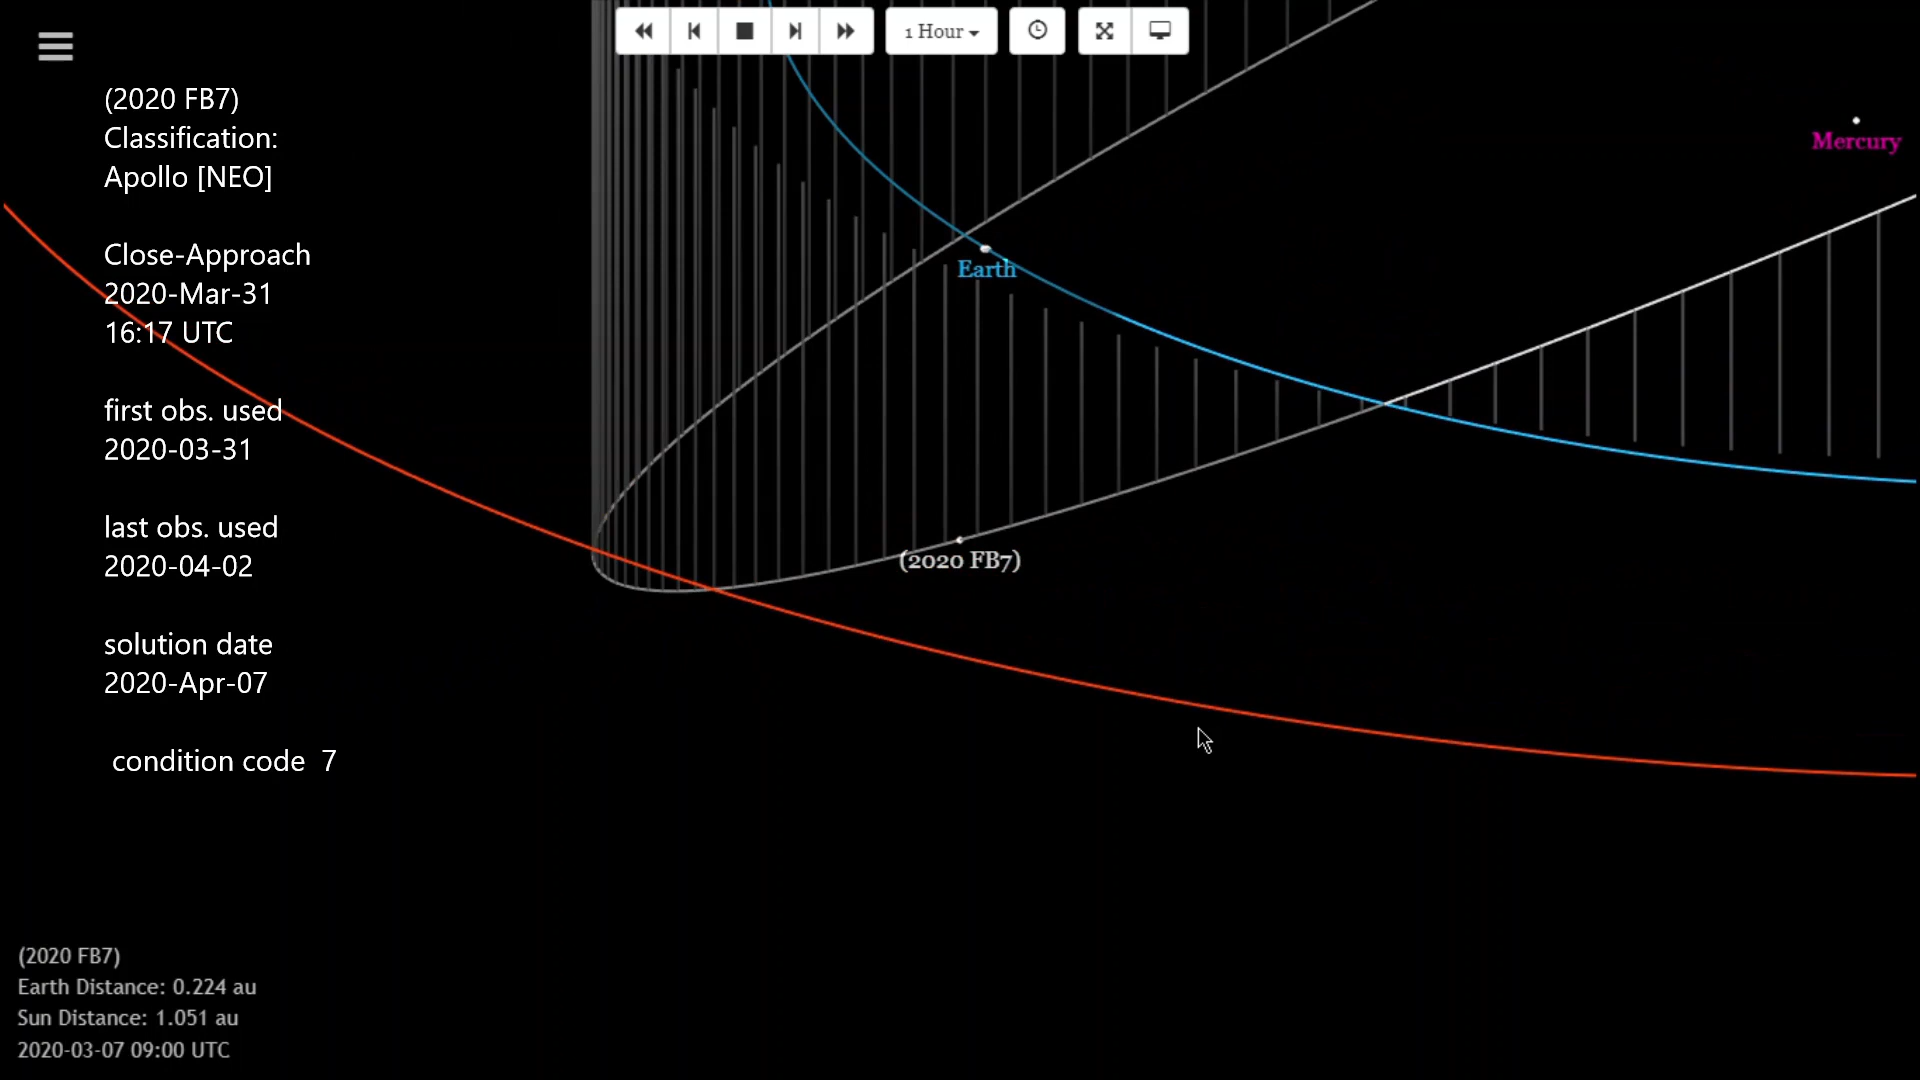 1 Hour
(2020 FB7)
Classification:
Apollo [NEO]
Close-Approach
2020-Mar-31
16:17 UTC
first obs. used
2020-03-31
last obs. used
2020-04-02
solution date
2020-Apr-07
condition code 7
Mercury
Earth
(2020 FB7)
(2020 FB7)
Earth Distance: 0.224 au
Sun Distance: 1.051 au
2020-03-07 09:00 UTC